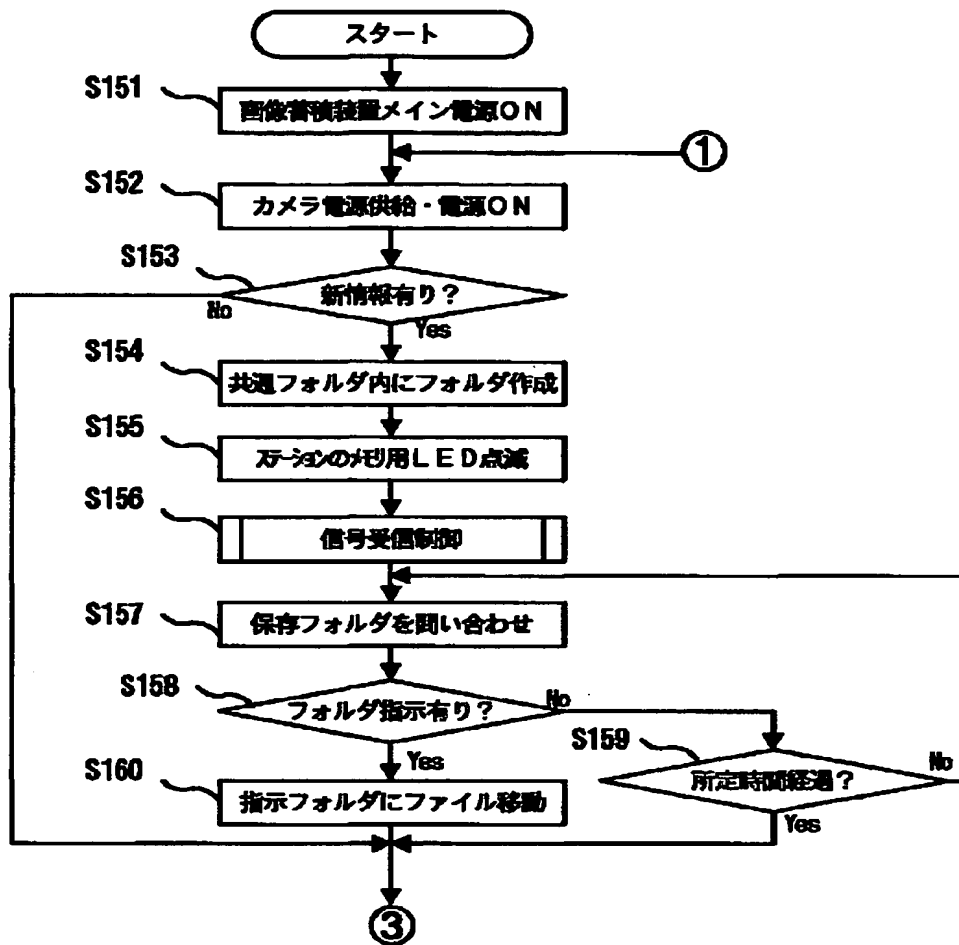 スタート
S151
画像蓄積装置メイン電源ON
①
S152
カメラ電源供給・電源ON
S153
新情報有り?
No
Yes
S154
共通フォルダ内にフォルダ作成
S155
ステーションのメモリ用LED点滅
S156
信号受信制御
S157
保存フォルダを問い合わせ
S158
フォルダ指示有り?
No
Yes
S159
所定時間経過?
No
Yes
S160
指示フォルダにファイル移動
③